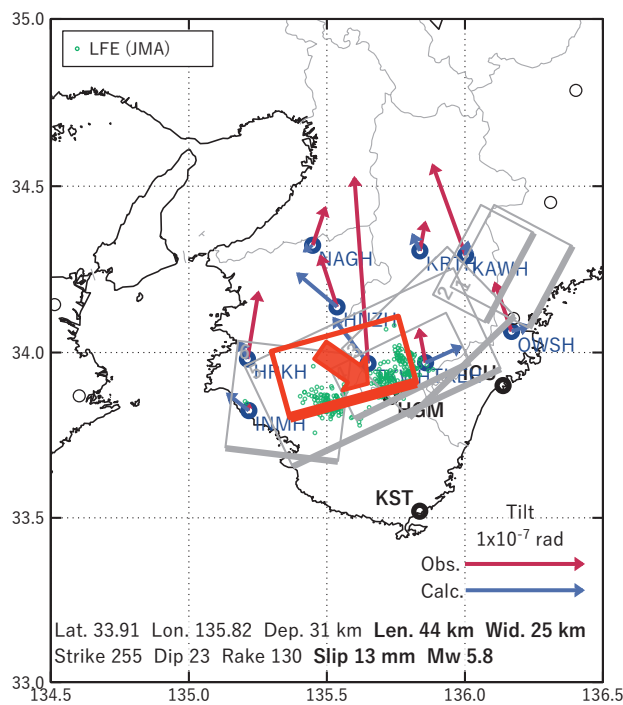 35.0
LFE (JMA)
34.5
NAGH
KRTH
KAWH
HMZH
OWSH
34.0
HRKH
ICU
HGM
INMH
KST
33.5
Tilt
1x10⁻⁷ rad
Obs.
Calc.
Lat. 33.91 Lon. 135.82 Dep. 31 km Len. 44 km Wid. 25 km
Strike 255 Dip 23 Rake 130 Slip 13 mm Mw 5.8
33.0
134.5 135.0 135.5 136.0 136.5